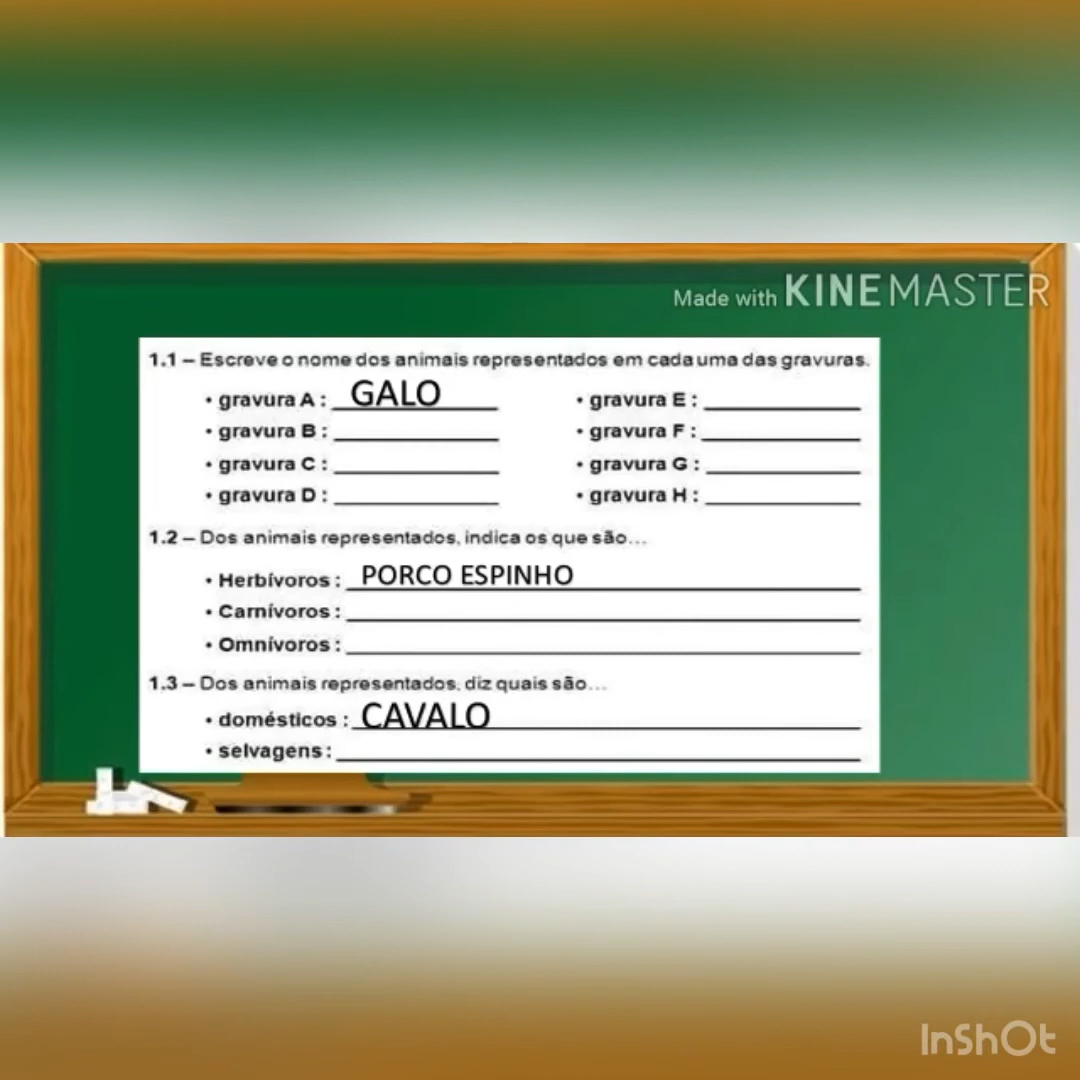 Made with KINEMASTER
1.1 – Escreve o nome dos animais representados em cada uma das gravuras.
• gravura A : GALO
• gravura B :
• gravura C :
• gravura D :
• gravura E :
• gravura F :
• gravura G :
• gravura H :
1.2 – Dos animais representados, indica os que são...
• Herbívoros : PORCO ESPINHO
• Carnívoros :
• Omnívoros :
1.3 – Dos animais representados, diz quais são...
• domésticos : CAVALO
• selvagens :
InShOt